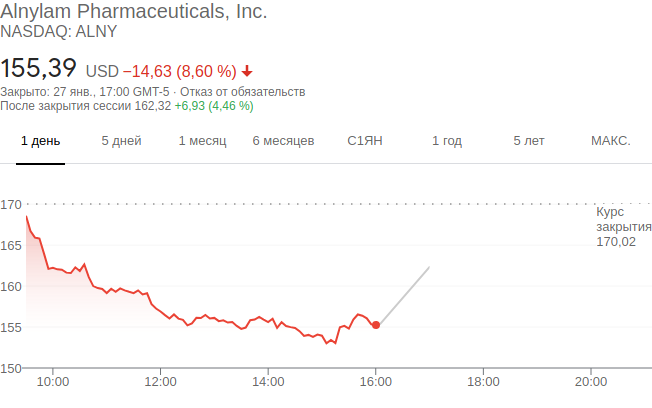 Alnylam Pharmaceuticals, Inc.
NASDAQ: ALNY
155,39 USD −14,63 (8,60 %)
Закрыто: 27 янв., 17:00 GMT-5 · Отказ от обязательств
После закрытия сессии 162,32 +6,93 (4,46 %)
1 день 5 дней 1 месяц 6 месяцев С1ЯН 1 год 5 лет МАКС.
170
Курс
закрытия
170,02
165
160
155
150
10:00 12:00 14:00 16:00 18:00 20:00